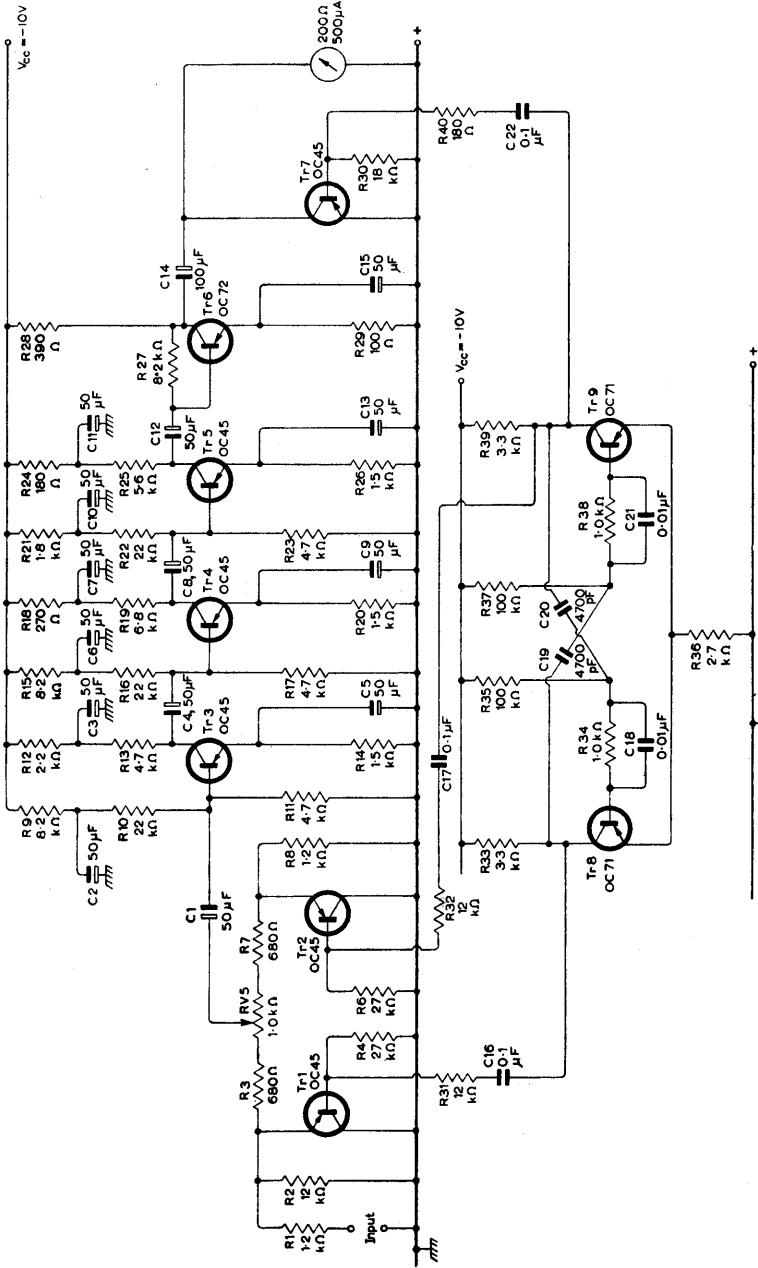 Vcc=-10V
R9
8·2
kΩ
R12
2·2
kΩ
R15
8·2
kΩ
R18
270
Ω
R21
1·8
kΩ
R24
180
Ω
R28
390
Ω
C2
50μF
C3
50
μF
C6
50
μF
C7
50
μF
C10
50
μF
C11
50
μF
R10
22
kΩ
R13
4·7
kΩ
R16
22
kΩ
R19
6·8
kΩ
R22
22
kΩ
R25
5·6
kΩ
R27
8·2kΩ
C14
100μF
C4, 50μF
C8, 50μF
C12
50μF
C1
50μF
Tr3
OC45
Tr4
OC45
Tr5
OC45
Tr6
OC72
R3
680Ω
RV5
1·0kΩ
R7
680Ω
R8
1·2
kΩ
R11
4·7
kΩ
R14
1·5
kΩ
C5
50
μF
R17
4·7
kΩ
R20
1·5
kΩ
C9
50
μF
R23
4·7
kΩ
R26
1·5
kΩ
C13
50
μF
R29
100
Ω
C15
50
μF
Tr7
OC45
R30
18
kΩ
200Ω
500μA
R1
1·2
kΩ
R2
12
kΩ
Input
Tr1
OC45
R4
27
kΩ
R6
27
kΩ
Tr2
OC45
+
R31
12
kΩ
C16
0·1
μF
R32
12
kΩ
C17
0·1μF
R40
180
Ω
C22
0·1
μF
Vcc=-10V
R33
3·3
kΩ
R35
100
kΩ
R37
100
kΩ
R39
3·3
kΩ
C19
4700
pF
C20
4700
pF
Tr8
OC71
R34
1·0kΩ
C18
0·01μF
R38
1·0kΩ
C21
0·01μF
Tr9
OC71
R36
2·7
kΩ
+